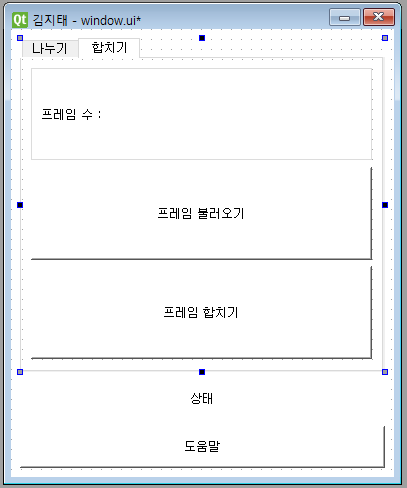 Qt 김지태 - window.ui*
나누기 합치기
프레임 수 :
프레임 불러오기
프레임 합치기
상태
도움말